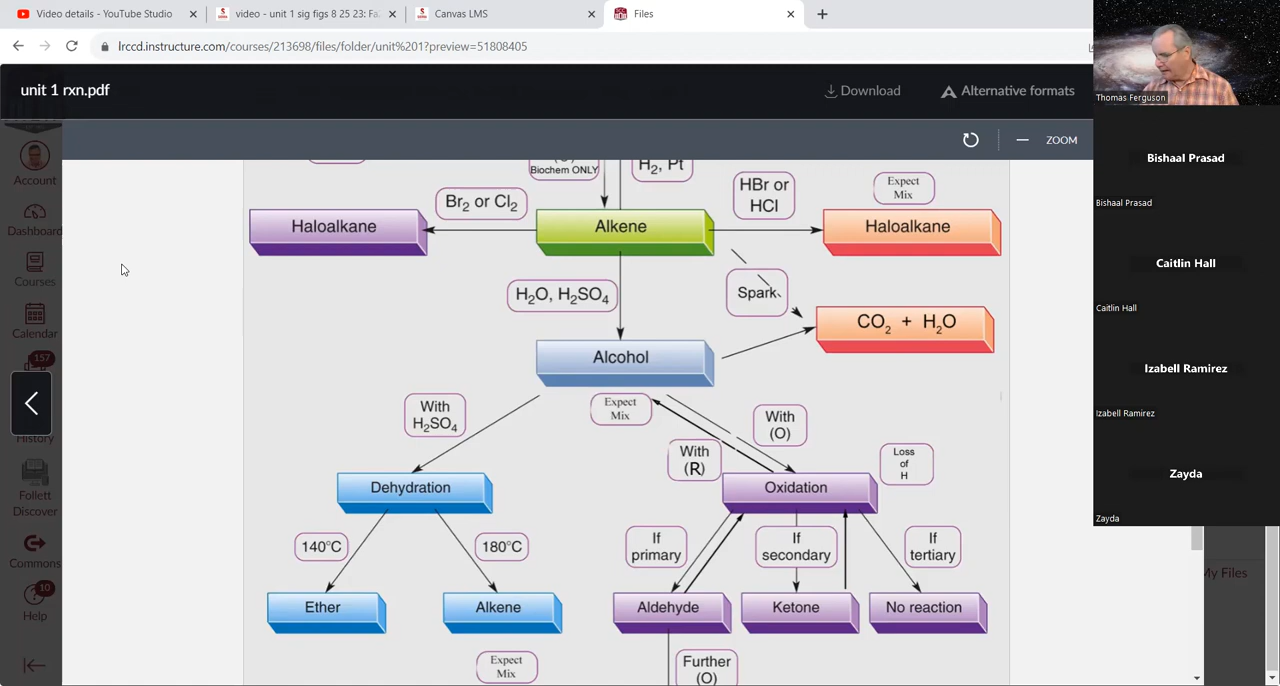 Video details - YouTube Studio
video - unit 1 sig figs 8 25 23: Fa
Canvas LMS
Files
lrccd.instructure.com/courses/213698/files/folder/unit%201?preview=51808405
unit 1 rxn.pdf
Download
Alternative formats
ZOOM
Account
Dashboard
Courses
Calendar
157
History
Follett
Discover
Commons
10
Help
Biochem ONLY
H2, Pt
Haloalkane
Br2 or Cl2
Alkene
HBr or
HCl
Expect
Mix
Haloalkane
H2O, H2SO4
Spark
CO2 + H2O
Alcohol
With
H2SO4
Expect
Mix
With
(O)
With
(R)
Loss
of
H
Dehydration
Oxidation
140°C
180°C
If
primary
If
secondary
If
tertiary
Ether
Alkene
Aldehyde
Ketone
No reaction
Expect
Mix
Further
(O)
Thomas Ferguson
Bishaal Prasad
Bishaal Prasad
Caitlin Hall
Caitlin Hall
Izabell Ramirez
Izabell Ramirez
Zayda
Zayda
My Files